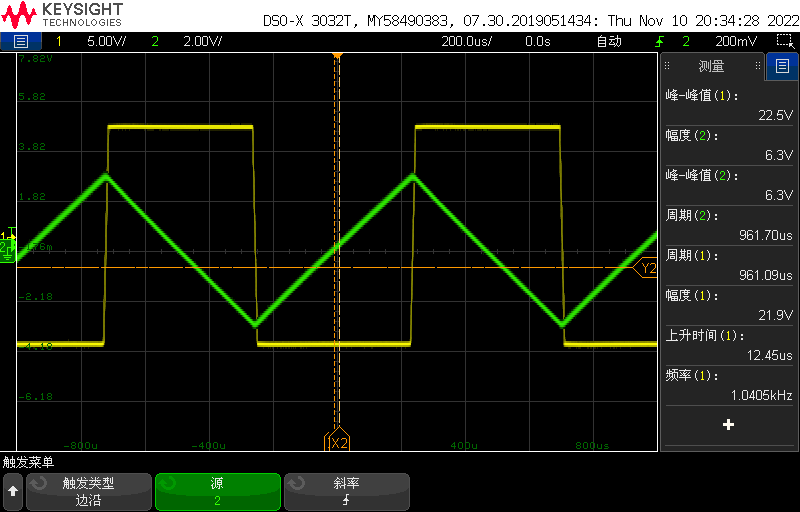 KEYSIGHT
TECHNOLOGIES
DSO-X 3032T, MY58490383, 07.30.2019051434: Thu Nov 10 20:34:28 2022
1 5.00V/ 2 2.00V/ 200.0us/ 0.0s 自动 2 200mV
7.82V
5.82
3.82
1.82
-2.18
-4.18
-6.18
-800u -400u 400u 800us
1
2
T
Y2
X2
测量
峰-峰值(1):
22.5V
幅度(2):
6.3V
峰-峰值(2):
6.3V
周期(2):
961.70us
周期(1):
961.09us
幅度(1):
21.9V
上升时间(1):
12.45us
频率(1):
1.0405kHz
触发菜单
触发类型
边沿
源
2
斜率